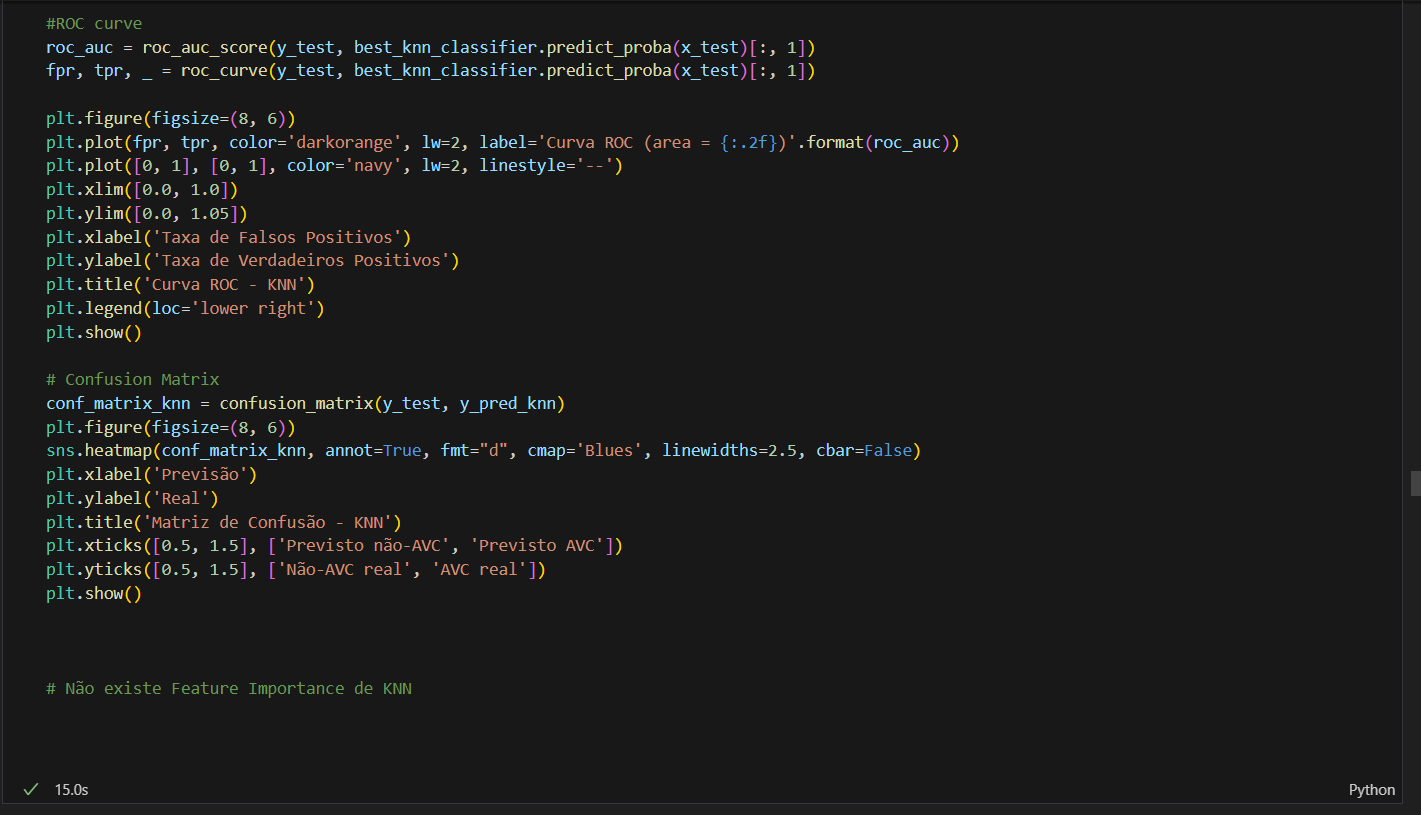 #ROC curve
roc_auc = roc_auc_score(y_test, best_knn_classifier.predict_proba(x_test)[:, 1])
fpr, tpr, _ = roc_curve(y_test, best_knn_classifier.predict_proba(x_test)[:, 1])
plt.figure(figsize=(8, 6))
plt.plot(fpr, tpr, color='darkorange', lw=2, label='Curva ROC (area = {:.2f})'.format(roc_auc))
plt.plot([0, 1], [0, 1], color='navy', lw=2, linestyle='--')
plt.xlim([0.0, 1.0])
plt.ylim([0.0, 1.05])
plt.xlabel('Taxa de Falsos Positivos')
plt.ylabel('Taxa de Verdadeiros Positivos')
plt.title('Curva ROC - KNN')
plt.legend(loc='lower right')
plt.show()
# Confusion Matrix
conf_matrix_knn = confusion_matrix(y_test, y_pred_knn)
plt.figure(figsize=(8, 6))
sns.heatmap(conf_matrix_knn, annot=True, fmt="d", cmap='Blues', linewidths=2.5, cbar=False)
plt.xlabel('Previsão')
plt.ylabel('Real')
plt.title('Matriz de Confusão - KNN')
plt.xticks([0.5, 1.5], ['Previsto não-AVC', 'Previsto AVC'])
plt.yticks([0.5, 1.5], ['Não-AVC real', 'AVC real'])
plt.show()
# Não existe Feature Importance de KNN
15.0s
Python